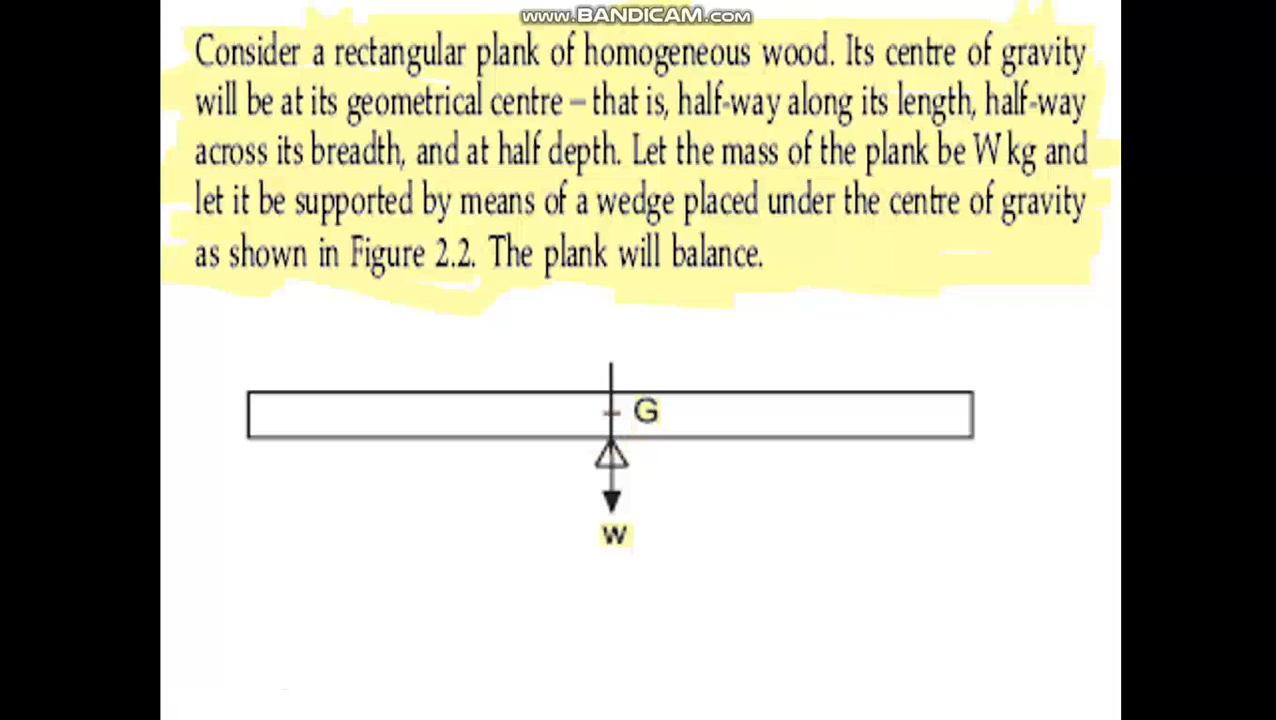 www.BANDICAM.com
Consider a rectangular plank of homogeneous wood. Its centre of gravity
will be at its geometrical centre – that is, half-way along its length, half-way
across its breadth, and at half depth. Let the mass of the plank be W kg and
let it be supported by means of a wedge placed under the centre of gravity
as shown in Figure 2.2. The plank will balance.
G
W